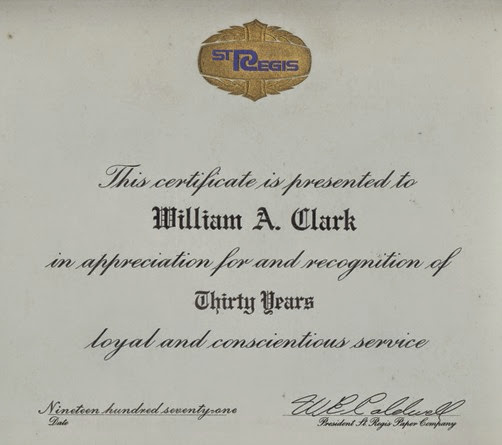 ST REGIS
This certificate is presented to
William A. Clark
in appreciation for and recognition of
Thirty Years
loyal and conscientious service
Nineteen hundred seventy-one
Date
President St. Regis Paper Company